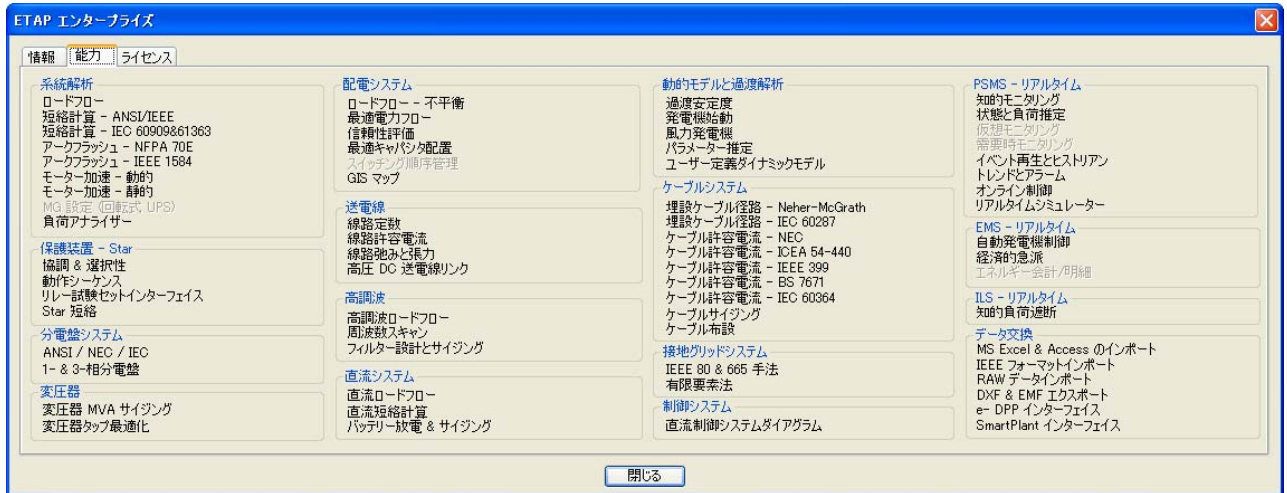 ETAP エンタープライズ
情報
能力
ライセンス
系統解析
ロードフロー
短絡計算 - ANSI/IEEE
短絡計算 - IEC 60909&61363
アークフラッシュ - NFPA 70E
アークフラッシュ - IEEE 1584
モーター加速 - 動的
モーター加速 - 静的
MG 設定 (回転式 UPS)
負荷アナライザー
保護装置 - Star
協調 & 選択性
動作シーケンス
リレー試験セットインターフェイス
Star 短絡
分電盤システム
ANSI / NEC / IEC
1- & 3-相分電盤
変圧器
変圧器 MVA サイジング
変圧器タップ最適化
配電システム
ロードフロー - 不平衡
最適電力フロー
信頼性評価
最適キャパシタ配置
スイッチング順序管理
GIS マップ
送電線
線路定数
線路許容電流
線路弛みと張力
高圧 DC 送電線リンク
高調波
高調波ロードフロー
周波数スキャン
フィルター設計とサイジング
直流システム
直流ロードフロー
直流短絡計算
バッテリー放電 & サイジング
動的モデルと過渡解析
過渡安定度
発電機始動
風力発電機
パラメーター推定
ユーザー定義ダイナミックモデル
ケーブルシステム
埋設ケーブル径路 - Neher-McGrath
埋設ケーブル径路 - IEC 60287
ケーブル許容電流 - NEC
ケーブル許容電流 - ICEA 54-440
ケーブル許容電流 - IEEE 399
ケーブル許容電流 - BS 7671
ケーブル許容電流 - IEC 60364
ケーブルサイジング
ケーブル布設
接地グリッドシステム
IEEE 80 & 665 手法
有限要素法
制御システム
直流制御システムダイアグラム
PSMS - リアルタイム
知的モニタリング
状態と負荷推定
仮想モニタリング
需要時モニタリング
イベント再生とヒストリアン
トレンドとアラーム
オンライン制御
リアルタイムシミュレーター
EMS - リアルタイム
自動発電機制御
経済的急派
エネルギー会計/明細
ILS - リアルタイム
知的負荷遮断
データ交換
MS Excel & Access のインポート
IEEE フォーマットインポート
RAW データインポート
DXF & EMF エクスポート
e- DPP インターフェイス
SmartPlant インターフェイス
閉じる